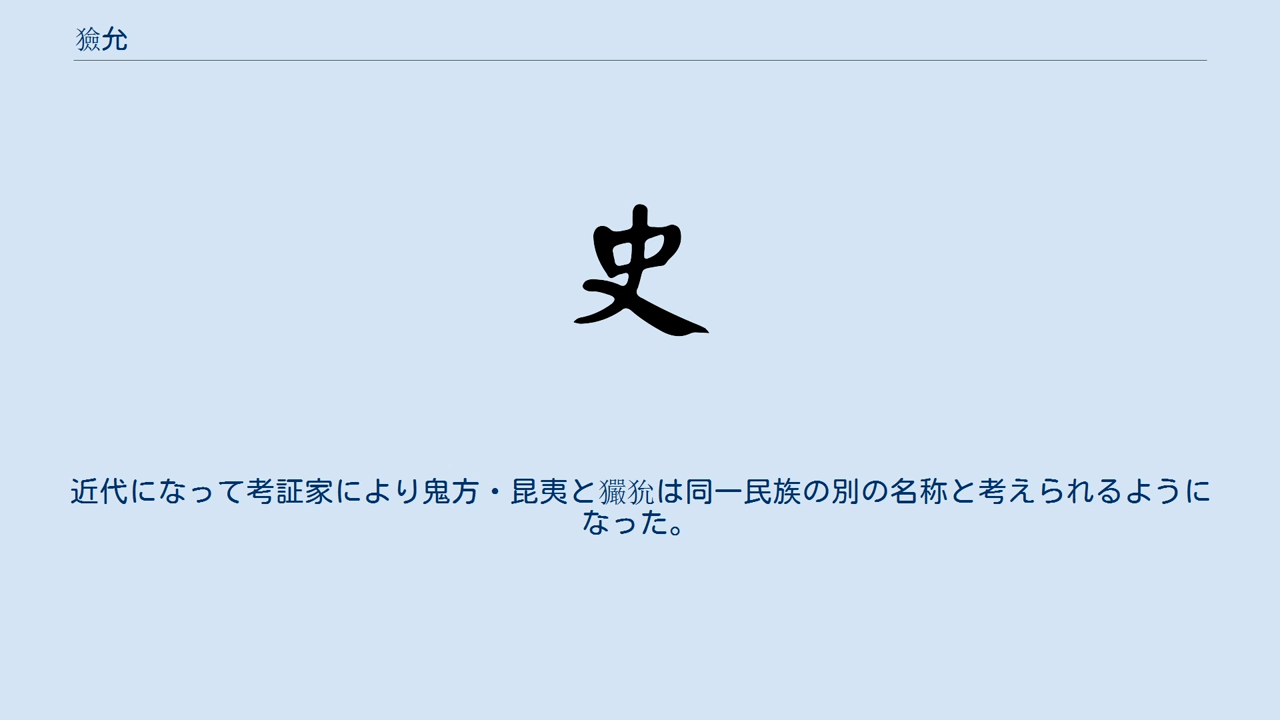 獫允
史
近代になって考証家により鬼方・昆夷と玁狁は同一民族の別の名称と考えられるように
なった。